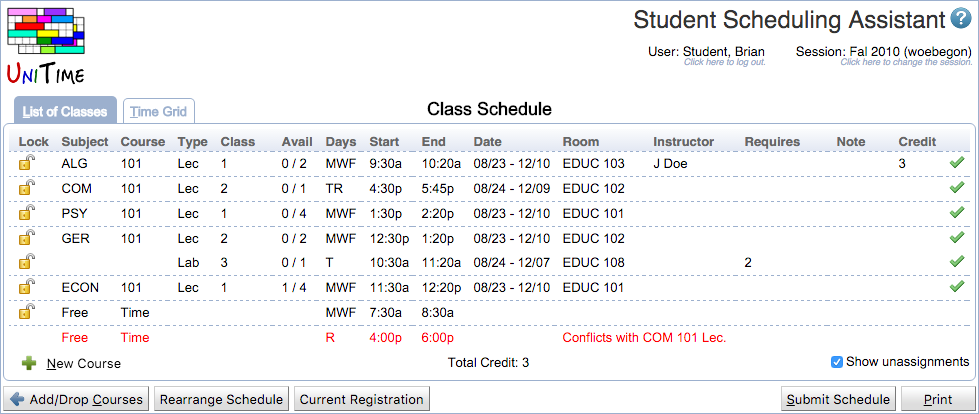 Student Scheduling Assistant ?
UNITIME
User: Student, Brian Session: Fal 2010 (woebegon)
Click here to log out. Click here to change the session.
List of Classes Time Grid Class Schedule
Lock Subject Course Type Class Avail Days Start End Date Room Instructor Requires Note Credit
ALG 101 Lec 1 0 / 2 MWF 9:30a 10:20a 08/23 - 12/10 EDUC 103 J Doe 3
COM 101 Lec 2 0 / 1 TR 4:30p 5:45p 08/24 - 12/09 EDUC 102
PSY 101 Lec 1 0 / 4 MWF 1:30p 2:20p 08/23 - 12/10 EDUC 101
GER 101 Lec 2 0 / 2 MWF 12:30p 1:20p 08/23 - 12/10 EDUC 102
Lab 3 0 / 1 T 10:30a 11:20a 08/24 - 12/07 EDUC 108 2
ECON 101 Lec 1 1 / 4 MWF 11:30a 12:20p 08/23 - 12/10 EDUC 101
Free Time MWF 7:30a 8:30a
Free Time R 4:00p 6:00p Conflicts with COM 101 Lec.
New Course Total Credit: 3 Show unassignments
Add/Drop Courses Rearrange Schedule Current Registration Submit Schedule Print